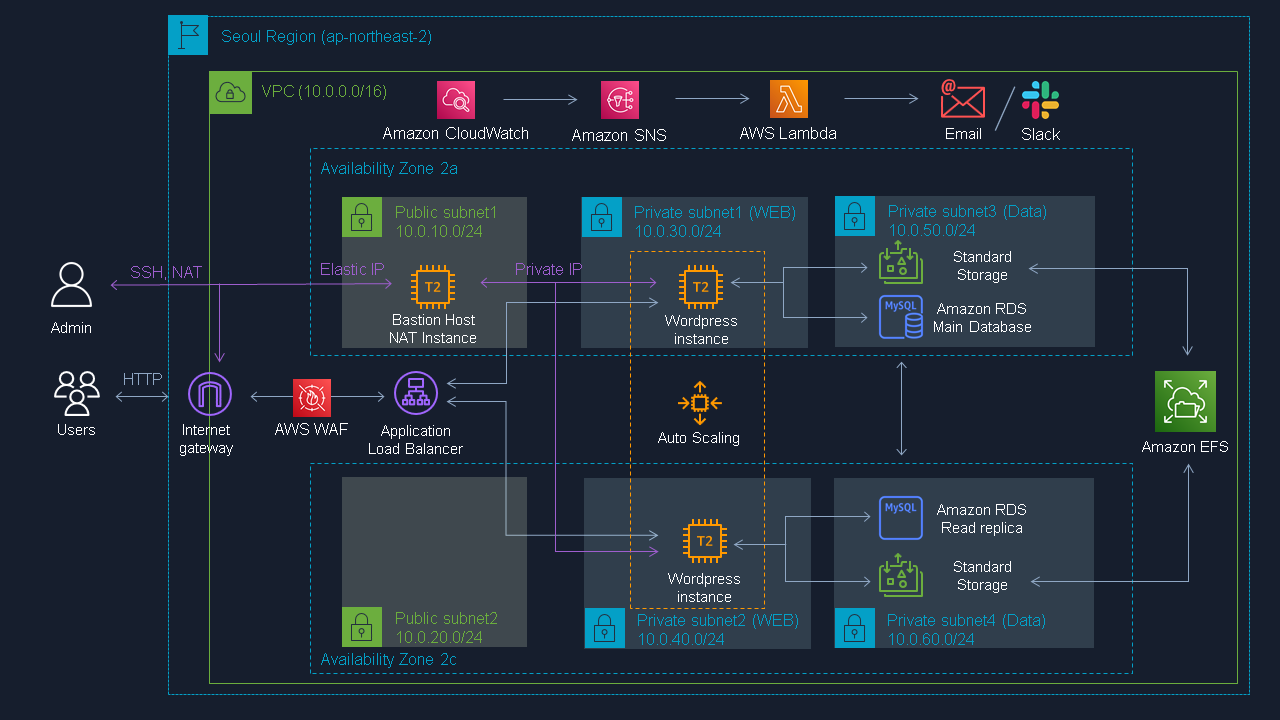 Seoul Region (ap-northeast-2)
VPC (10.0.0.0/16)
Amazon CloudWatch
Amazon SNS
AWS Lambda
@
Email
Slack
Availability Zone 2a
Public subnet1
10.0.10.0/24
Private subnet1 (WEB)
10.0.30.0/24
Private subnet3 (Data)
10.0.50.0/24
SSH, NAT
Elastic IP
Private IP
T2
T2
Standard
Storage
Admin
Bastion Host
NAT Instance
Wordpress
instance
MySQL
Amazon RDS
Main Database
HTTP
Users
Internet
gateway
AWS WAF
Application
Load Balancer
Auto Scaling
Amazon EFS
MySQL
Amazon RDS
Read replica
T2
Wordpress
instance
Standard
Storage
Public subnet2
10.0.20.0/24
Private subnet2 (WEB)
10.0.40.0/24
Private subnet4 (Data)
10.0.60.0/24
Availability Zone 2c